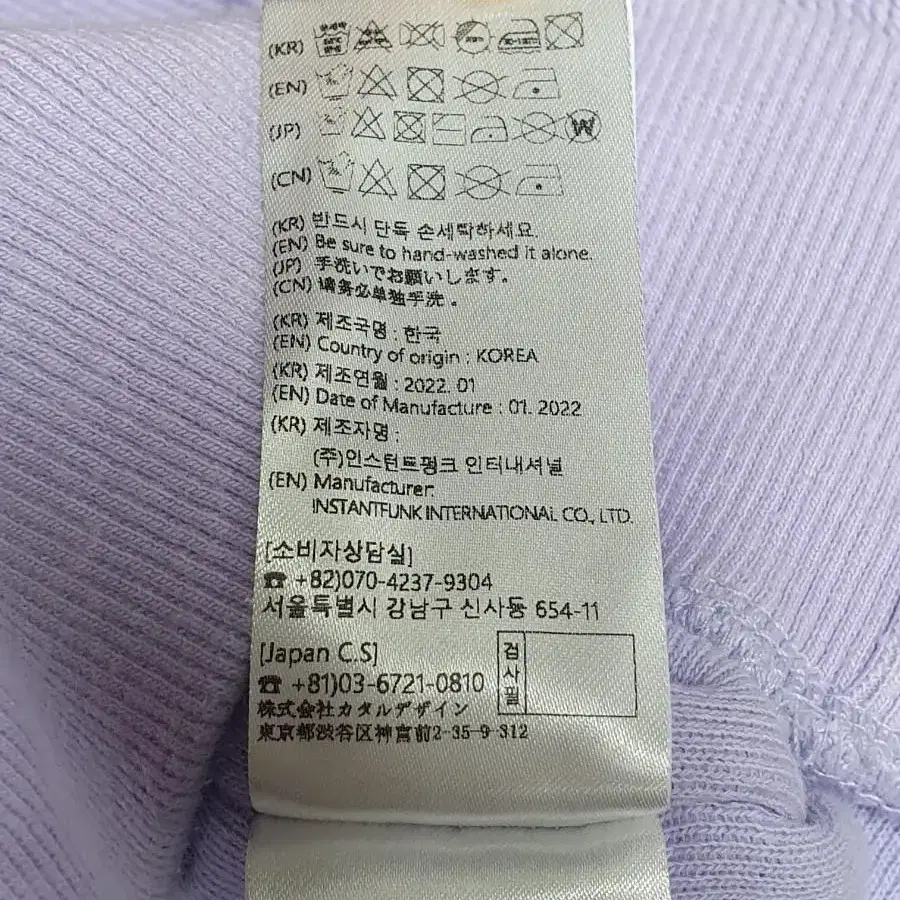 (KR)
(EN)
(JP)
W
(CN)
(KR) 반드시 단독 손세탁하세요.
(EN) Be sure to hand-washed it alone.
(JP) 手洗いでお願いします。
(CN) 请务必单独手洗 。
(KR) 제조국명 : 한국
(EN) Country of origin : KOREA
(KR) 제조연월 : 2022. 01
(EN) Date of Manufacture : 01. 2022
(KR) 제조자명 :
(주)인스턴트펑크 인터내셔널
(EN) Manufacturer:
INSTANTFUNK INTERNATIONAL CO., LTD.
[소비자상담실]
☎ +82)070-4237-9304
서울특별시 강남구 신사동 654-11
[Japan C.S]
☎ +81)03-6721-0810
株式会社カタルデザイン
東京都渋谷区神宮前2-35-9 312
검사필